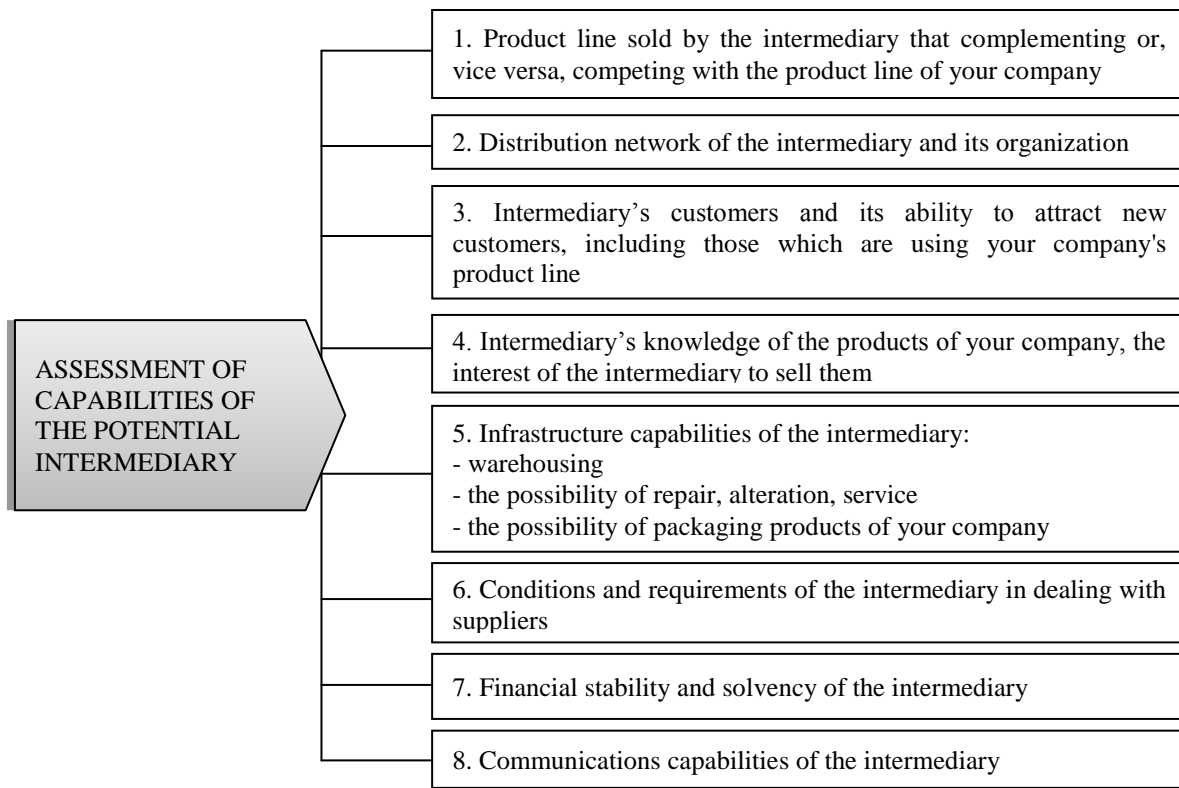 1. Product line sold by the intermediary that complementing or,
vice versa, competing with the product line of your company
2. Distribution network of the intermediary and its organization
3. Intermediary’s customers and its ability to attract new
customers, including those which are using your company's
product line
ASSESSMENT OF
CAPABILITIES OF
THE POTENTIAL
INTERMEDIARY
4. Intermediary’s knowledge of the products of your company, the
interest of the intermediary to sell them
5. Infrastructure capabilities of the intermediary:
- warehousing
- the possibility of repair, alteration, service
- the possibility of packaging products of your company
6. Conditions and requirements of the intermediary in dealing with
suppliers
7. Financial stability and solvency of the intermediary
8. Communications capabilities of the intermediary